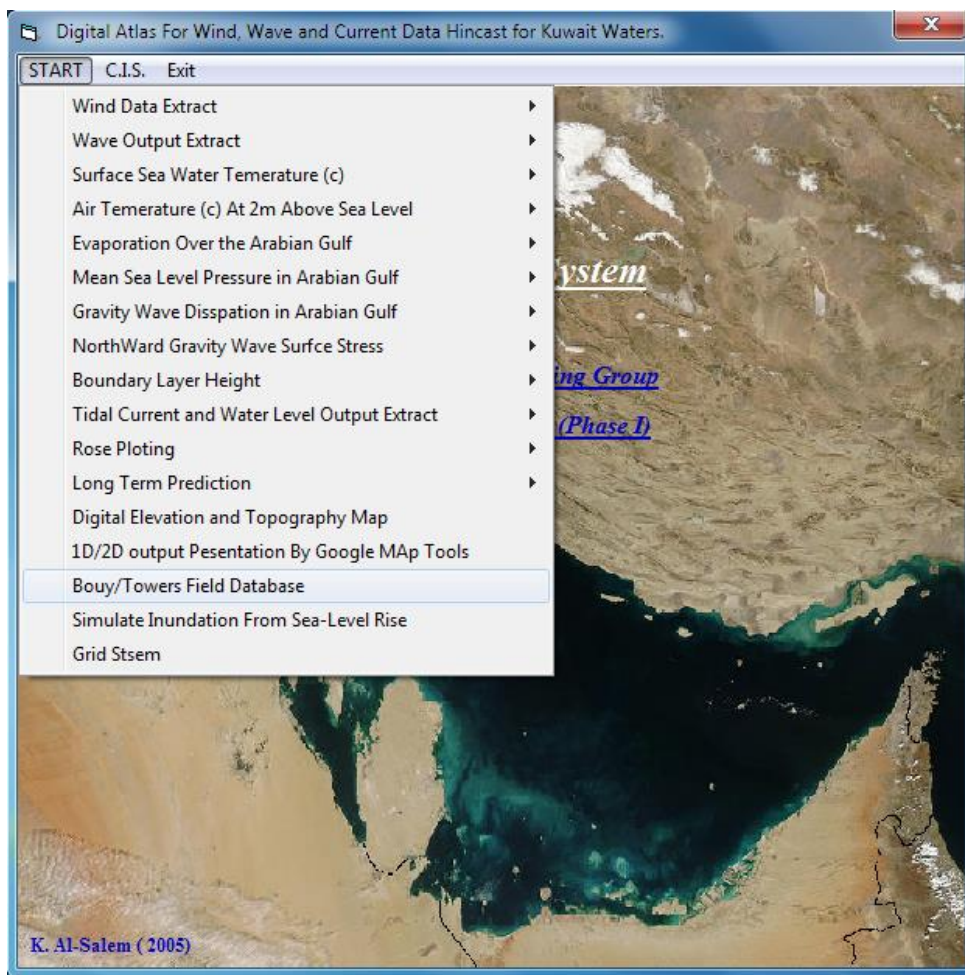 Digital Atlas For Wind, Wave and Current Data Hincast for Kuwait Waters.
START C.I.S. Exit
Wind Data Extract
Wave Output Extract
Surface Sea Water Temerature (c)
Air Temerature (c) At 2m Above Sea Level
Evaporation Over the Arabian Gulf
Mean Sea Level Pressure in Arabian Gulf
Gravity Wave Disspation in Arabian Gulf
NorthWard Gravity Wave Surfce Stress
Boundary Layer Height
Tidal Current and Water Level Output Extract
Rose Ploting
Long Term Prediction
Digital Elevation and Topography Map
1D/2D output Pesentation By Google MAp Tools
Bouy/Towers Field Database
Simulate Inundation From Sea-Level Rise
Grid Stsem
ystem
ing Group
(Phase I)
K. Al-Salem ( 2005)